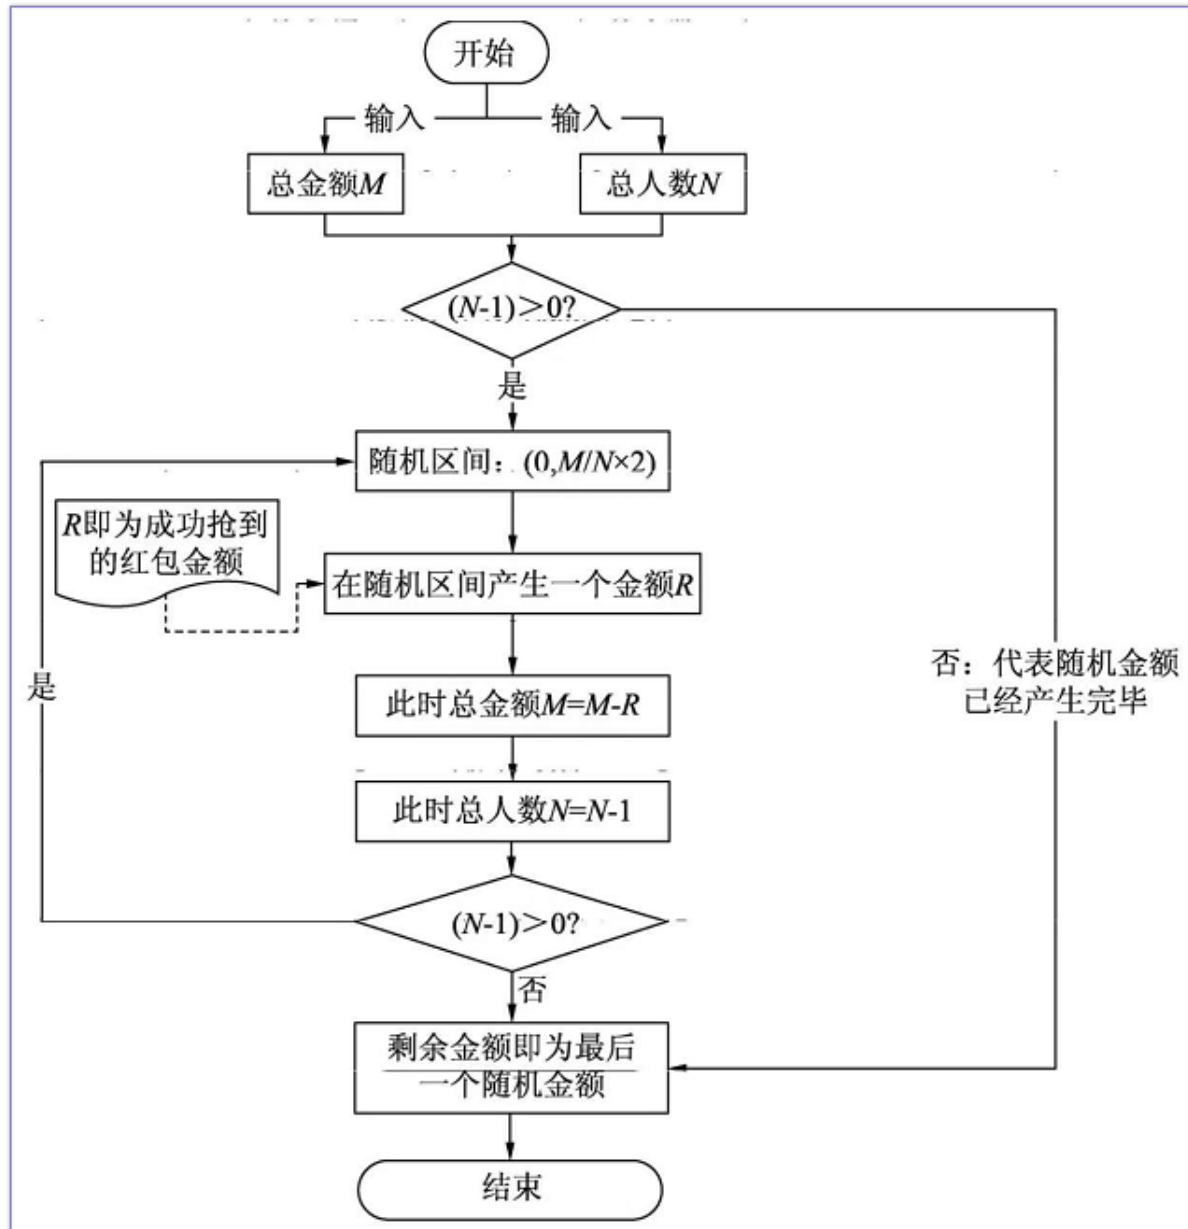 开始
输入 输入
总金额M 总人数N
(N-1)＞0?
是
随机区间：(0,M/N×2)
R即为成功抢到
的红包金额
在随机区间产生一个金额R
是
否：代表随机金额
已经产生完毕
此时总金额M=M-R
此时总人数N=N-1
(N-1)＞0?
否
剩余金额即为最后
一个随机金额
结束